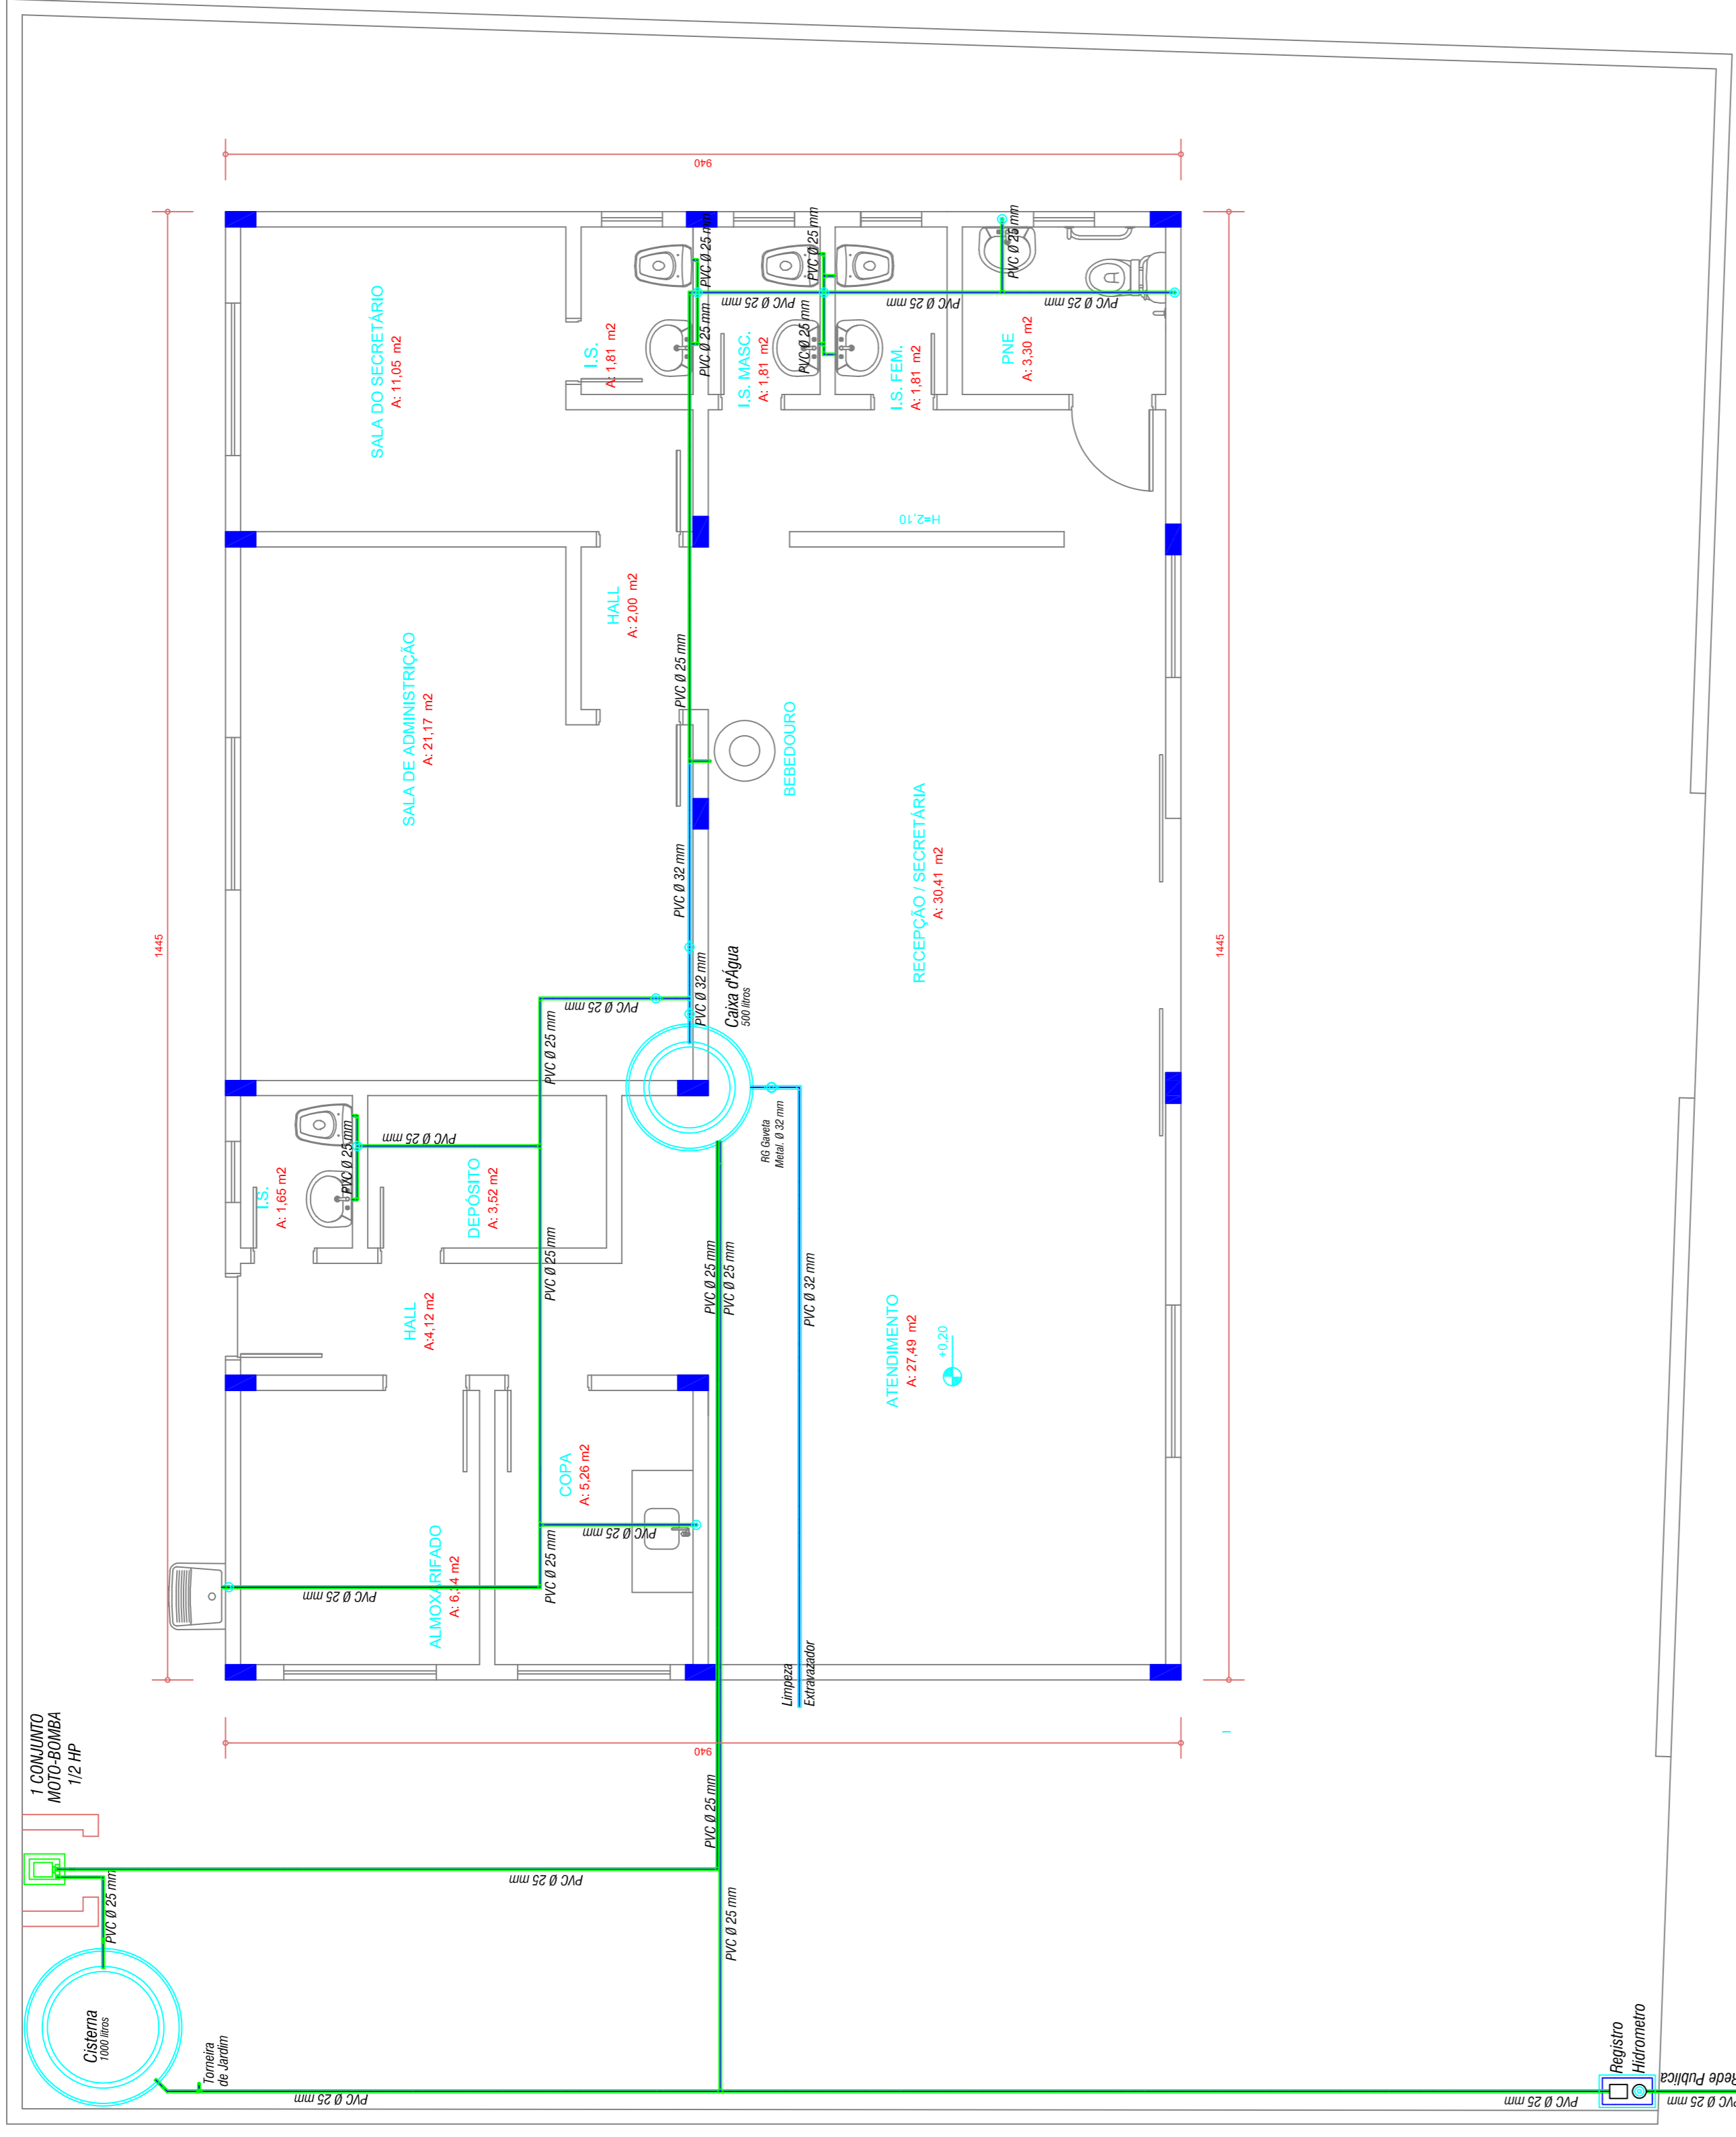 940
1445
SALA DO SECRETÁRIO
A: 11,05 m2
I.S.
A: 1,81 m2
I.S. MASC.
A: 1,81 m2
I.S. FEM.
A: 1,81 m2
PNE
A: 3,30 m2
PVC Ø 25 mm
PVC Ø 25 mm
PVC Ø 25 mm
PVC Ø 25 mm
PVC Ø 25 mm
PVC Ø 25 mm
PVC Ø 25 mm
PVC Ø 25 mm
H=2,10
HALL
A: 2,00 m2
SALA DE ADMINISTRIÇÃO
A: 21,17 m2
PVC Ø 25 mm
BEBEDOURO
PVC Ø 32 mm
RECEPÇÃO / SECRETÁRIA
A: 30,41 m2
1445
PVC Ø 32 mm
Caixa d'Água
500 litros
PVC Ø 25 mm
PVC Ø 25 mm
RG Gaveta
Metal. Ø 32 mm
I.S.
A: 1,65 m2
PVC Ø 25 mm
PVC Ø 25 mm
DEPÓSITO
A: 3,52 m2
PVC Ø 25 mm
PVC Ø 25 mm
PVC Ø 25 mm
PVC Ø 32 mm
HALL
A:4,12 m2
ATENDIMENTO
A: 27,49 m2
+0,20
COPA
A: 5,26 m2
PVC Ø 25 mm
PVC Ø 25 mm
ALMOXARIFADO
PVC Ø 25 mm
Limpeza
Extravazador
940
1 CONJUNTO
MOTO-BOMBA
1/2 HP
PVC Ø 25 mm
PVC Ø 25 mm
PVC Ø 25 mm
PVC Ø 25 mm
Cisterna
1000 litros
Torneira
de Jardim
PVC Ø 25 mm
PVC Ø 25 mm
Registro
Hidrometro
Rede Publica
PVC Ø 25 mm